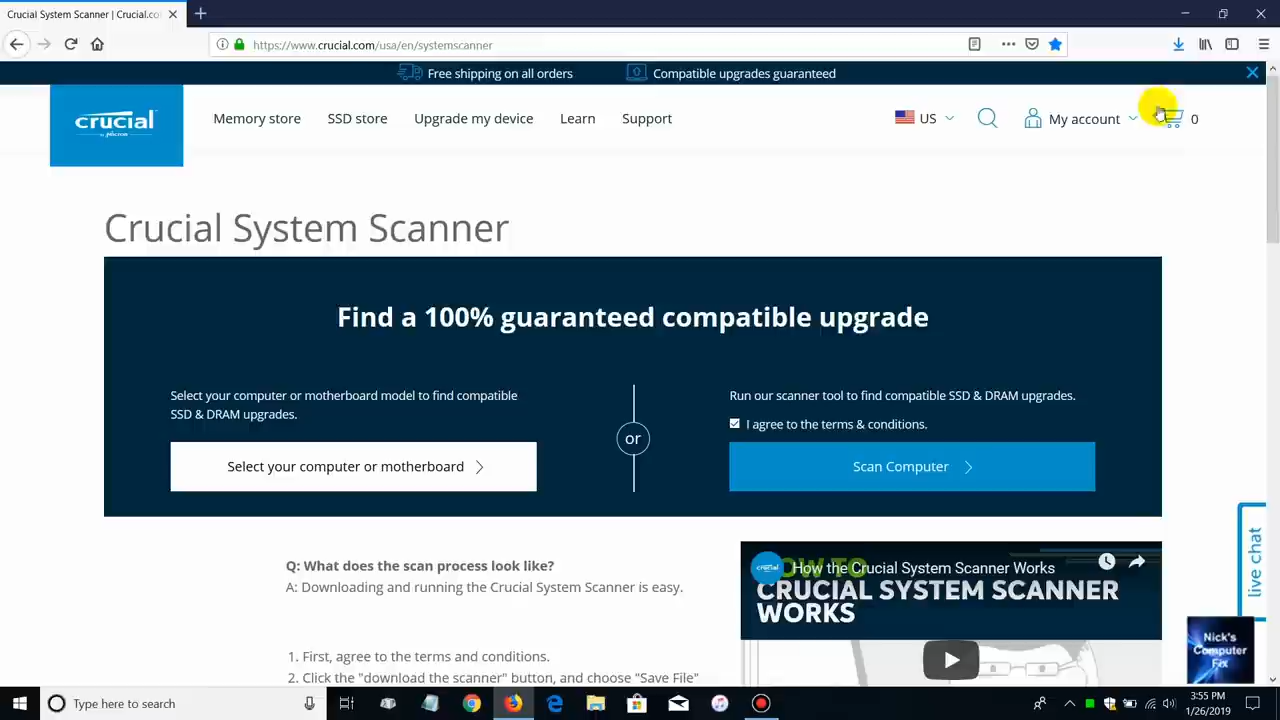 Crucial System Scanner | Crucial.co
https://www.crucial.com/usa/en/systemscanner
Free shipping on all orders
Compatible upgrades guaranteed
crucial
by Micron
Memory store
SSD store
Upgrade my device
Learn
Support
US
My account
0
Crucial System Scanner
Find a 100% guaranteed compatible upgrade
Select your computer or motherboard model to find compatible
SSD & DRAM upgrades.
Select your computer or motherboard
or
Run our scanner tool to find compatible SSD & DRAM upgrades.
I agree to the terms & conditions.
Scan Computer
Q: What does the scan process look like?
A: Downloading and running the Crucial System Scanner is easy.
1. First, agree to the terms and conditions.
2. Click the "download the scanner" button, and choose "Save File"
crucial
How the Crucial System Scanner Works
HOW TO
CRUCIAL SYSTEM SCANNER
WORKS
live chat
Nick's
Computer
Fix
Type here to search
3:55 PM
1/26/2019